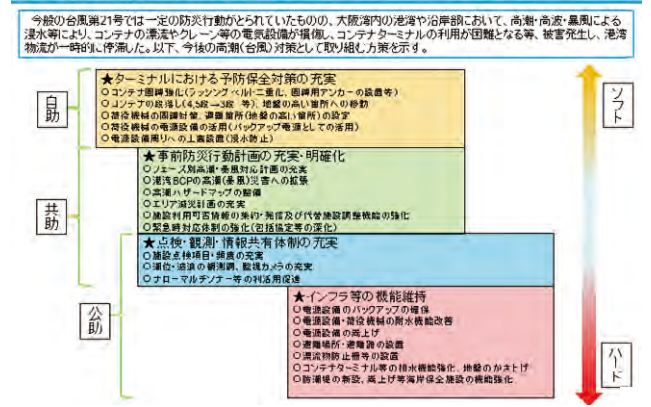 今般の台風第21号では一定の防災行動がとられていたものの、大阪湾内の港湾や沿岸部において、高潮・高波・暴風による
浸水等により、コンテナの漂流やクレーン等の電気設備が故障し、コンテナターミナルの利用が困難となる等、被害発生し、港湾
物流が一時的に停滞した。以下、今後の高潮(台風)対策として取り組む方策を示す。
自助
共助
公助
★ターミナルにおける予防保全対策の充実
○コンテナ固縛強化(ラッシングベルト二重化、固縛用アンカーの設置等)
○コンテナの段落し(4,5段→3段 等)、地盤の高い箇所への移動
○荷役機械の固縛対策、避難箇所(地盤の高い箇所)の設定
○荷役機械の電源設備の活用(バックアップ電源としての活用)
○電源設備周りへの土嚢設置(浸水防止)
★事前防災行動計画の充実・明確化
○フェーズ別高潮・暴風対応計画の充実
○港湾BCPの高潮(暴風)災害への拡張
○高潮ハザードマップの整備
○エリア減災計画の充実
○施設利用可否情報の集約・発信及び代替施設調整機能の強化
○緊急時対応体制の強化(包括協定等の深化)
★点検・観測・情報共有体制の充実
○施設点検項目・頻度の充実
○潮位・波浪の観測網、監視カメラの充実
○ナローマルチソナー等の利活用促進
★インフラ等の機能維持
○電源設備のバックアップの確保
○電源設備・荷役機械の耐水機能改善
○電源設備の嵩上げ
○避難場所・避難路の設置
○漂流物防止柵等の設置
○コンテナターミナル等の排水機能強化、地盤のかさ上げ
○防潮堤の新設、嵩上げ等海岸保全施設の機能強化
ソフト
ハード